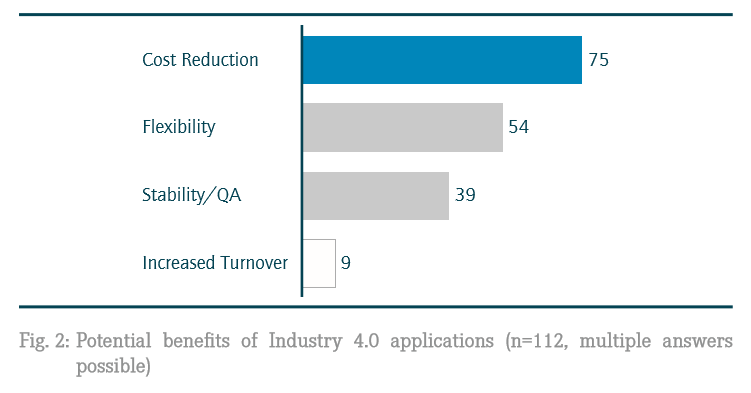 Cost Reduction 75
Flexibility 54
Stability/QA 39
Increased Turnover 9
Fig. 2: Potential benefits of Industry 4.0 applications (n=112, multiple answers
possible)